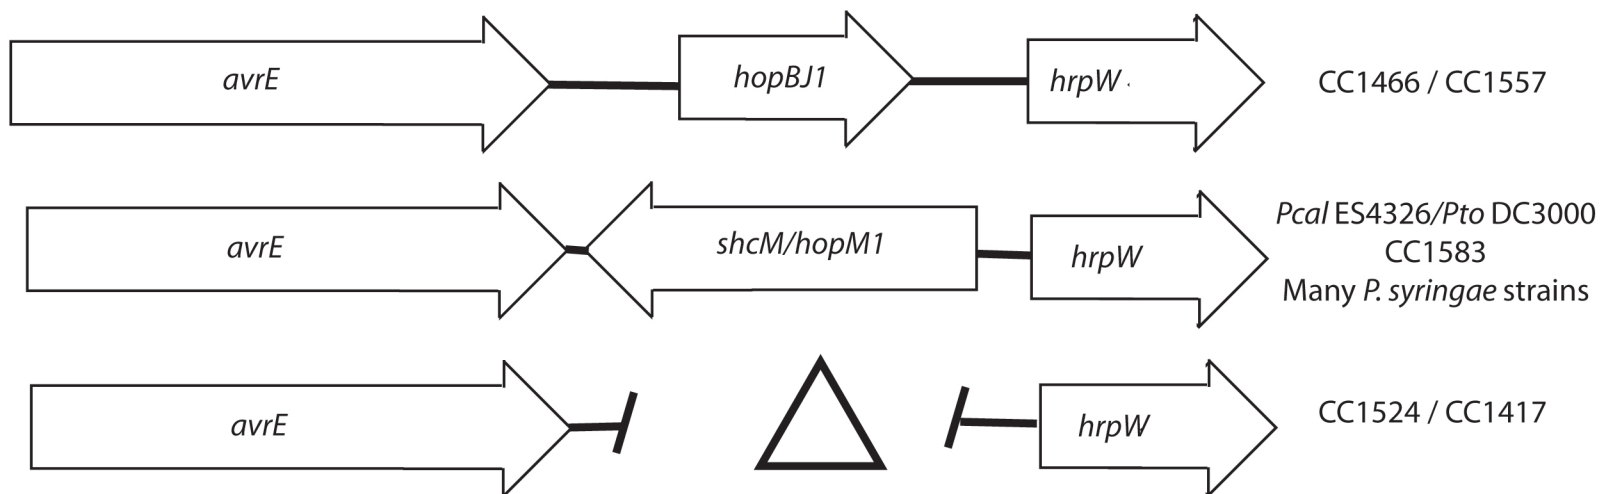 avrE hopBJ1 hrpW CC1466 / CC1557
avrE shcM/hopM1 hrpW Pcal ES4326/Pto DC3000
CC1583
Many P. syringae strains
avrE hrpW CC1524 / CC1417